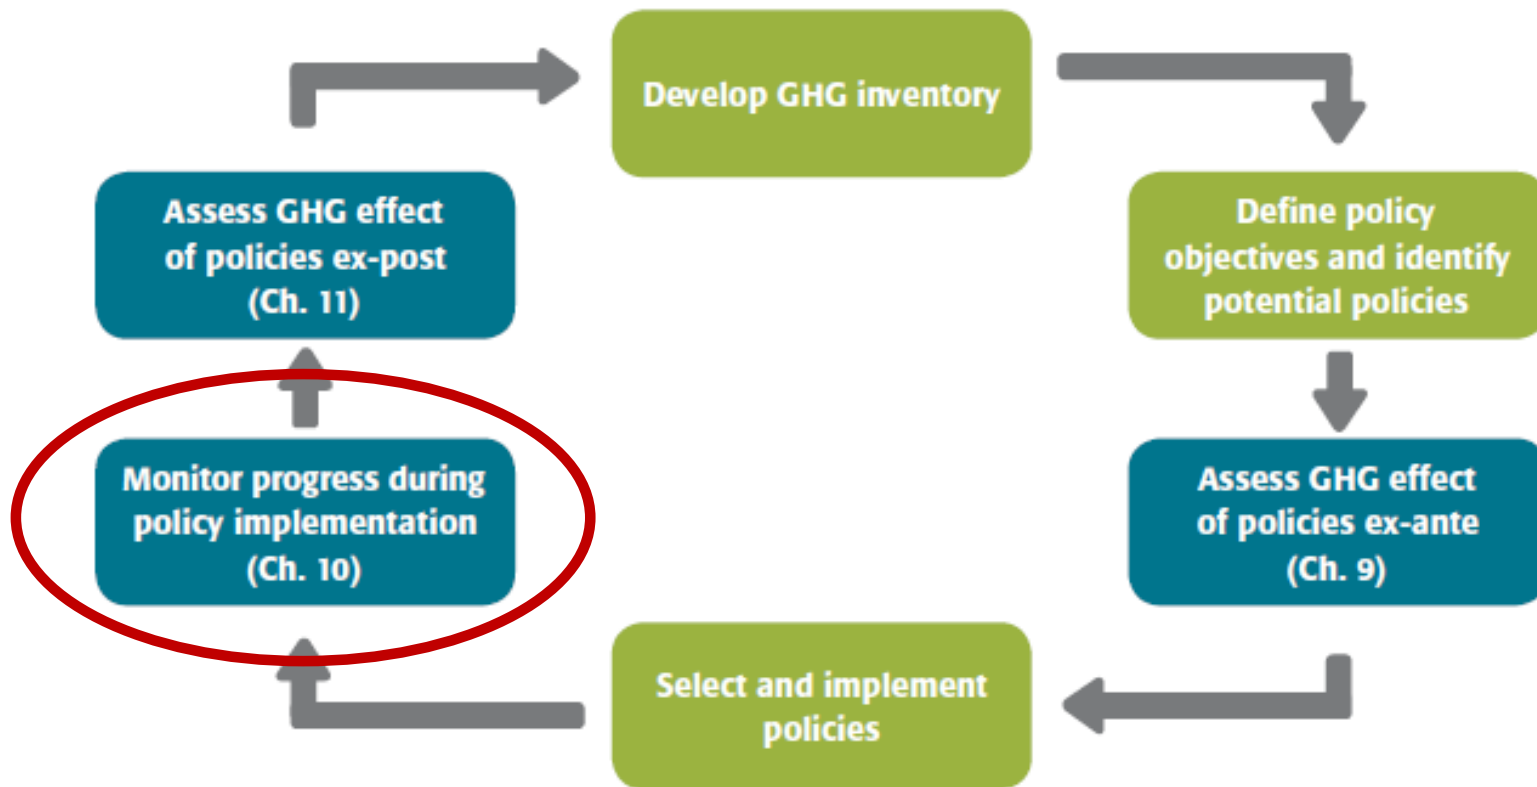 Develop GHG inventory
Define policy
objectives and identify
potential policies
Assess GHG effect
of policies ex-ante
(Ch. 9)
Select and implement
policies
Monitor progress during
policy implementation
(Ch. 10)
Assess GHG effect
of policies ex-post
(Ch. 11)